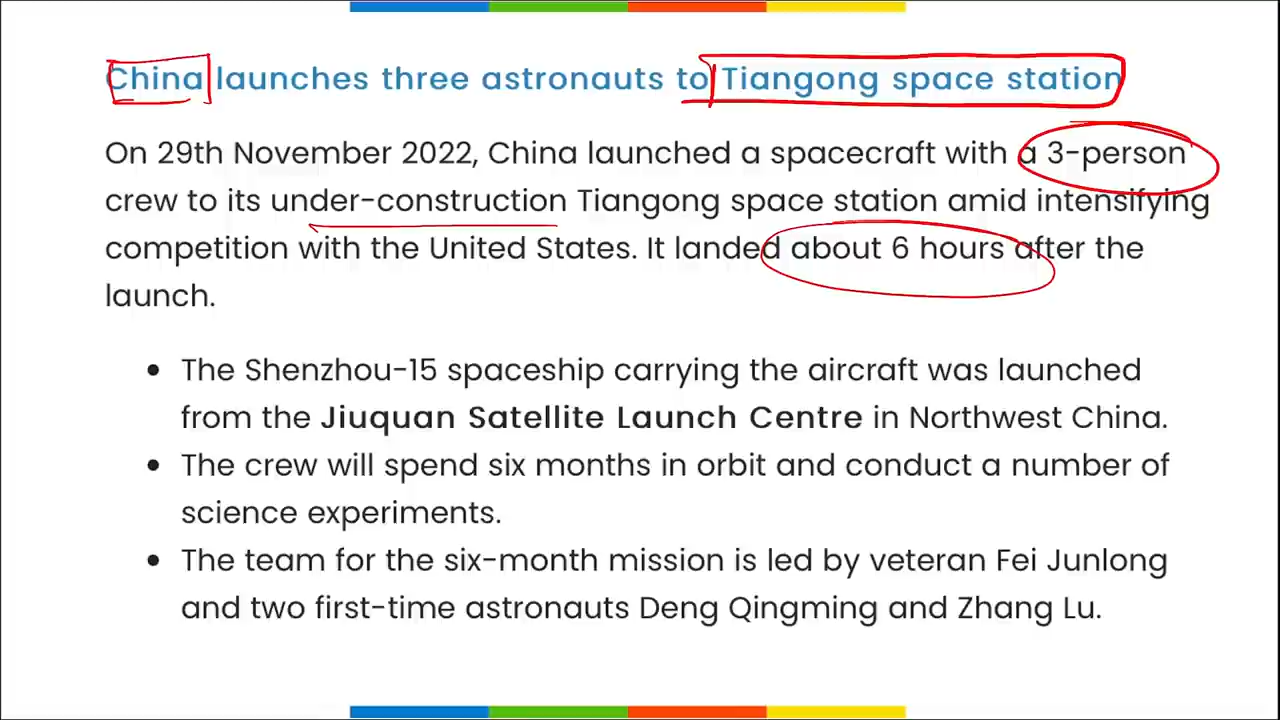 China launches three astronauts to Tiangong space station
On 29th November 2022, China launched a spacecraft with a 3-person
crew to its under-construction Tiangong space station amid intensifying
competition with the United States. It landed about 6 hours after the
launch.
• The Shenzhou-15 spaceship carrying the aircraft was launched
from the Jiuquan Satellite Launch Centre in Northwest China.
• The crew will spend six months in orbit and conduct a number of
science experiments.
• The team for the six-month mission is led by veteran Fei Junlong
and two first-time astronauts Deng Qingming and Zhang Lu.